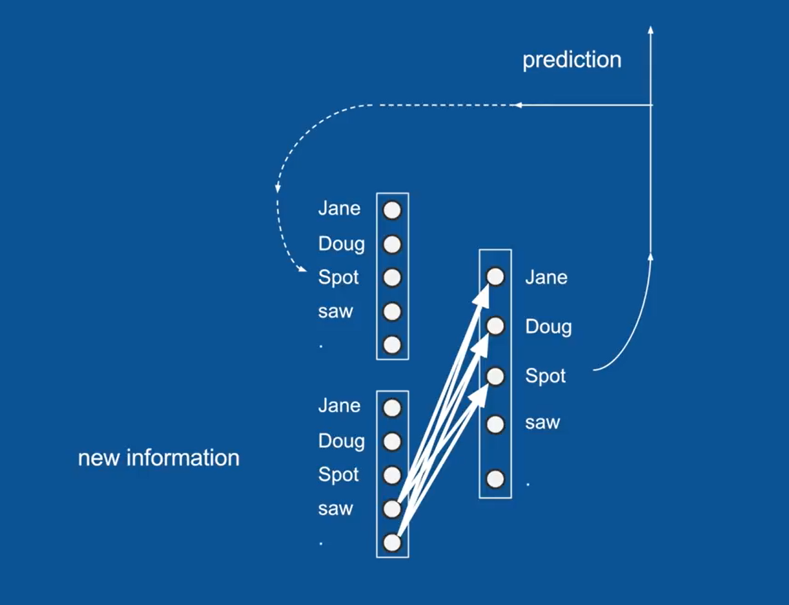 prediction
Jane
Doug
Spot
saw
.
Jane
Doug
Spot
saw
.
new information
Jane
Doug
Spot
saw
.